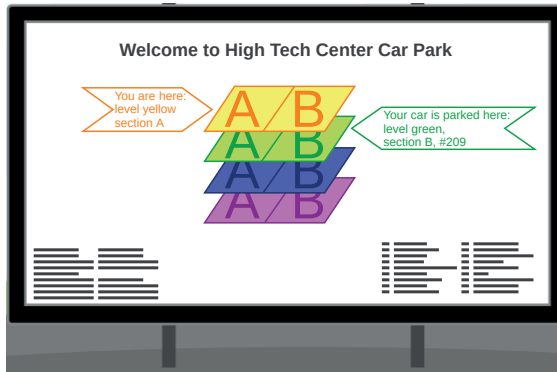 Welcome to High Tech Center Car Park
You are here:
level yellow
section A
Your car is parked here:
level green,
section B, #209
A B
A B
A B
A B